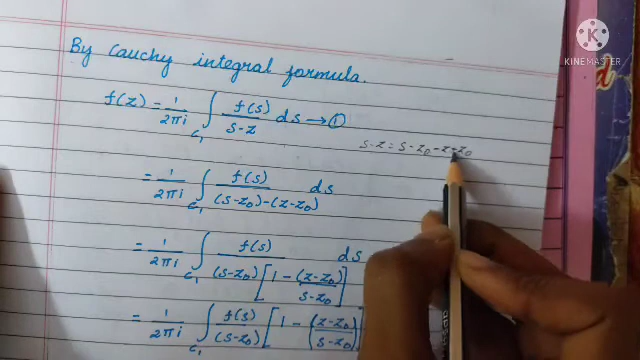 KINEMASTER
By Cauchy integral formula.
f(z) = 1/2πi ∫c₁ f(s)/s-z ds → ①
s-z = s-z₀-z+z₀
= 1/2πi ∫c₁ f(s)/(s-z₀)-(z-z₀) ds
= 1/2πi ∫c₁ f(s)/(s-z₀)[1-(z-z₀)/s-z₀] ds
= 1/2πi ∫c₁ f(s)/(s-z₀) [1-(z-z₀)/(s-z₀)]